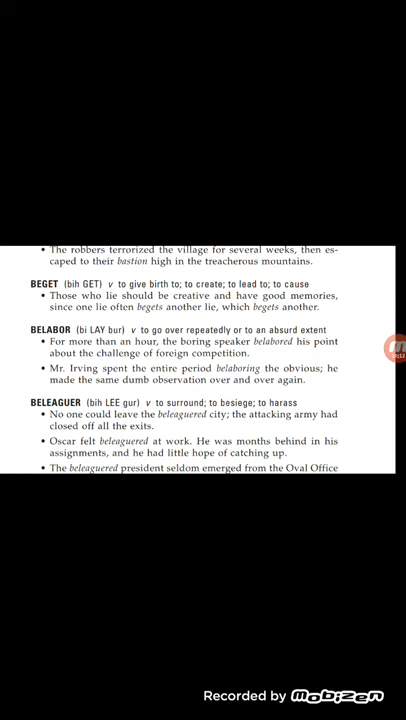 • The robbers terrorized the village for several weeks, then es-
caped to their bastion high in the treacherous mountains.
BEGET (bih GET) v to give birth to; to create; to lead to; to cause
• Those who lie should be creative and have good memories,
since one lie often begets another lie, which begets another.
BELABOR (bi LAY bur) v to go over repeatedly or to an absurd extent
• For more than an hour, the boring speaker belabored his point
about the challenge of foreign competition.
• Mr. Irving spent the entire period belaboring the obvious; he
made the same dumb observation over and over again.
BELEAGUER (bih LEE gur) v to surround; to besiege; to harass
• No one could leave the beleaguered city; the attacking army had
closed off all the exits.
• Oscar felt beleaguered at work. He was months behind in his
assignments, and he had little hope of catching up.
• The beleaguered president seldom emerged from the Oval Office
Recorded by MOBIZEN